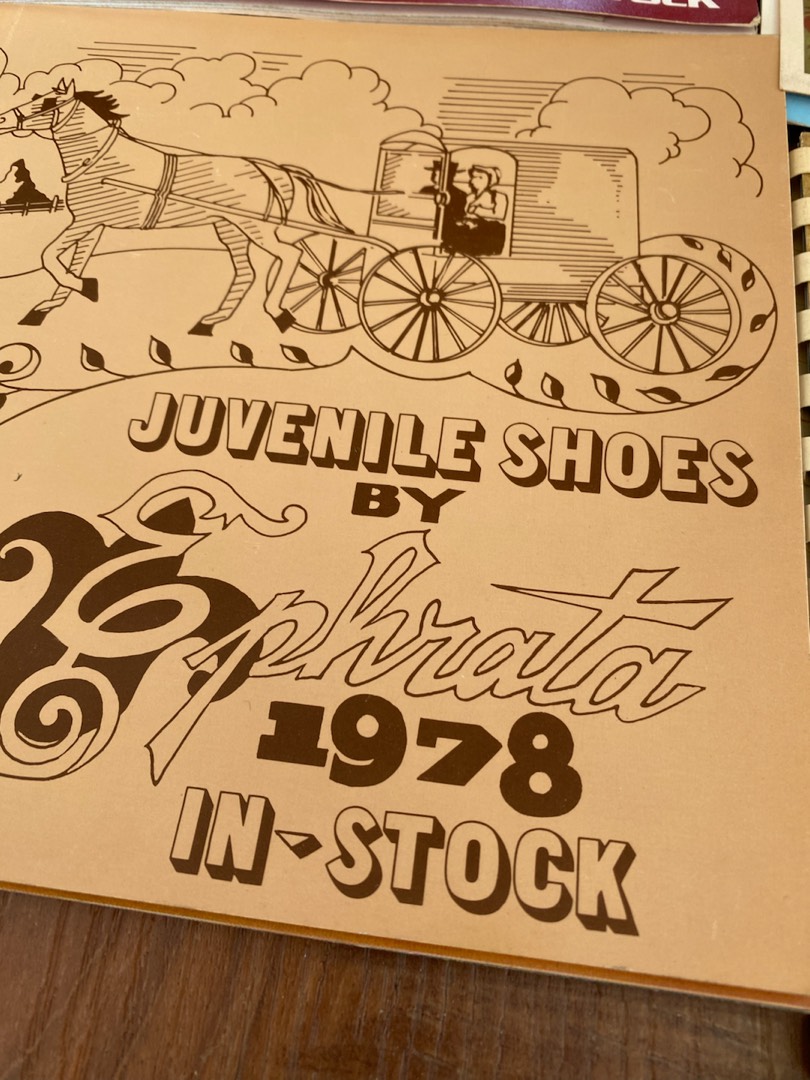 JUVENILE SHOES
BY
Ephrata
1978
IN-STOCK